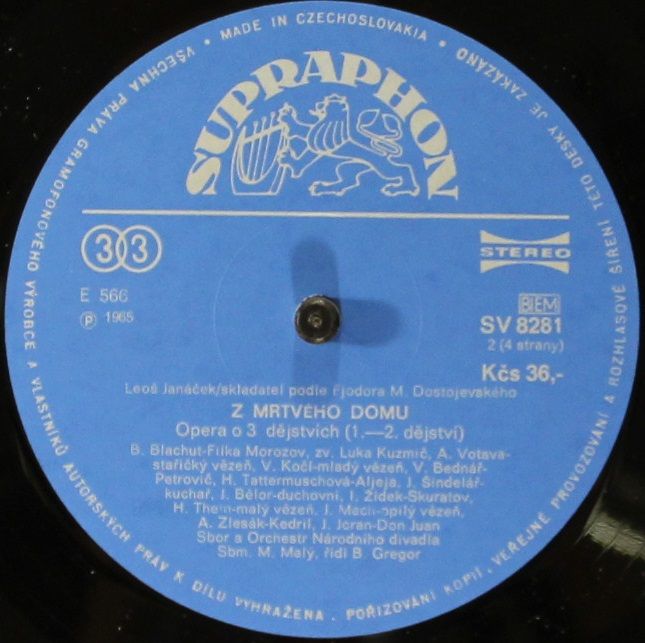 VŠECHNA PRÁVA GRAMOFONOVÉHO VÝROBCE A VLASTNÍKŮ AUTORSKÝCH PRÁV K DÍLU VYHRAŽENA · POŘIZOVÁNÍ KOPIÍ, VEŘEJNÉ PROVOZOVÁNÍ A ROZHLASOVÉ ŠÍŘENÍ TÉTO DESKY JE ZAKÁZÁNO
• MADE IN CZECHOSLOVAKIA •
SUPRAPHON
33
STEREO
E 566
℗ 1965
BIEM
SV 8281
2 (4 strany)
Kčs 36,-
Leoš Janáček/skladatel podle Fjodora M. Dostojevského
Z MRTVÉHO DOMU
Opera o 3 dějstvích (1.—2. dějství)
B. Blachut-Filka Morozov, zv. Luka Kuzmič, A. Votava-
stařičký vězeň, V. Kočí-mladý vězeň, V. Bednář-
Petrovič, H. Tattermuschová-Aljeja, J. Šindelář-
kuchař, J. Bělor-duchovní, I. Žídek-Skuratov,
H. Thein-malý vězeň, J. Mach-opilý vězeň,
A. Zlesák-Kedril, J. Joran-Don Juan
Sbor a Orchestr Národního divadla
Sbm. M. Malý, řídí B. Gregor